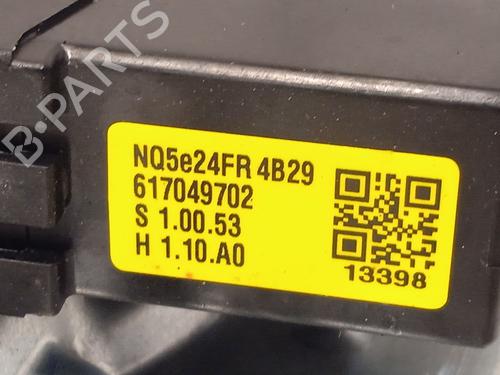 B-PARTS
NQ5e24FR 4B29
617049702
S 1.00.53
H 1.10.A0
13398